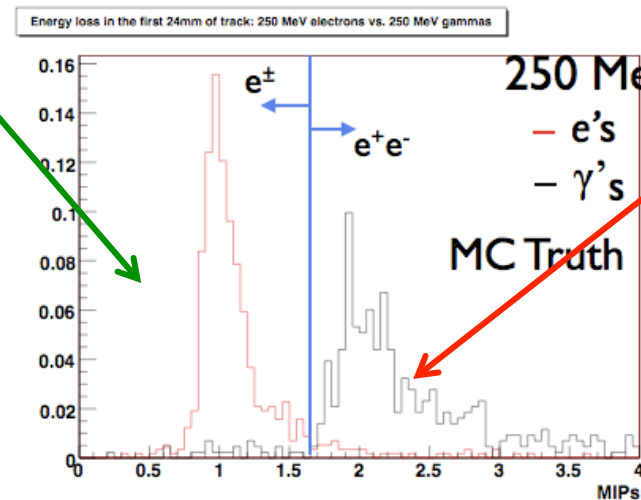 Energy loss in the first 24mm of track: 250 MeV electrons vs. 250 MeV gammas
0.16
0.14
0.12
0.1
0.08
0.06
0.04
0.02
0
e±
e⁺e⁻
250 Me
– e's
– γ's
MC Truth
0 0.5 1 1.5 2 2.5 3 3.5 4
MIPs